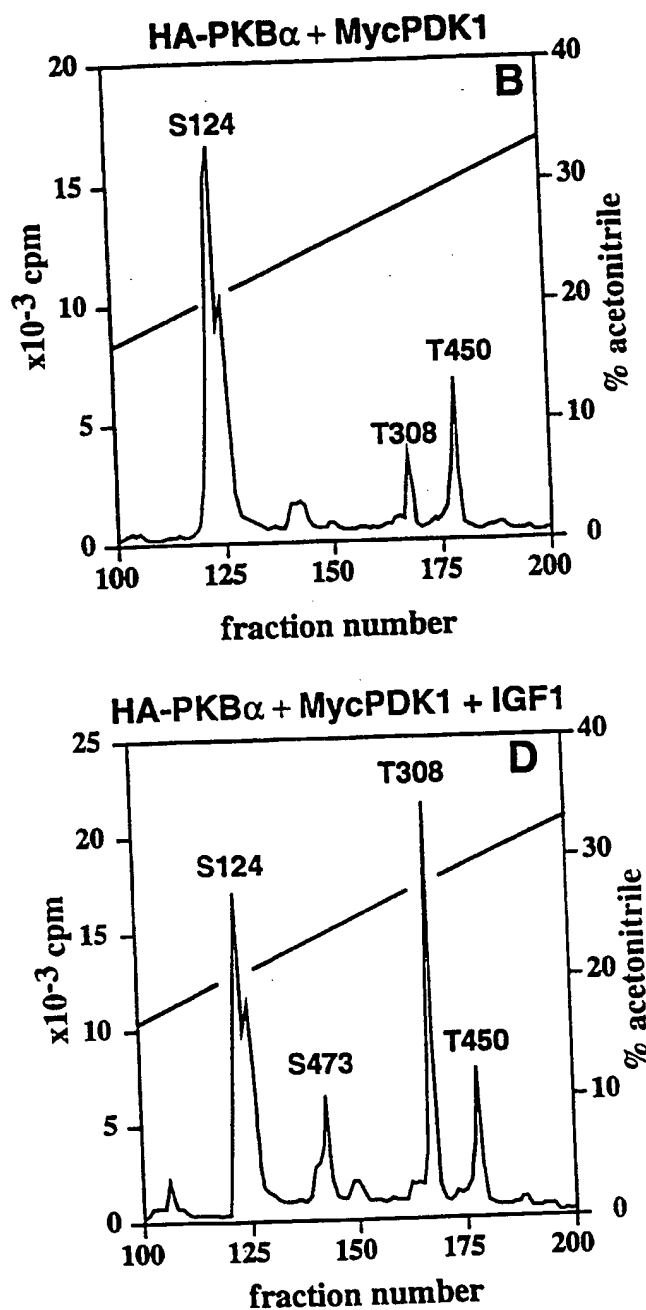 HA-PKBα + MycPDK1
B
20
15
10
5
0
x10⁻³ cpm
40
30
20
10
0
% acetonitrile
S124
T308
T450
100 125 150 175 200
fraction number
HA-PKBα + MycPDK1 + IGF1
D
25
20
15
10
5
0
x10⁻³ cpm
40
30
20
10
0
% acetonitrile
S124
S473
T308
T450
100 125 150 175 200
fraction number